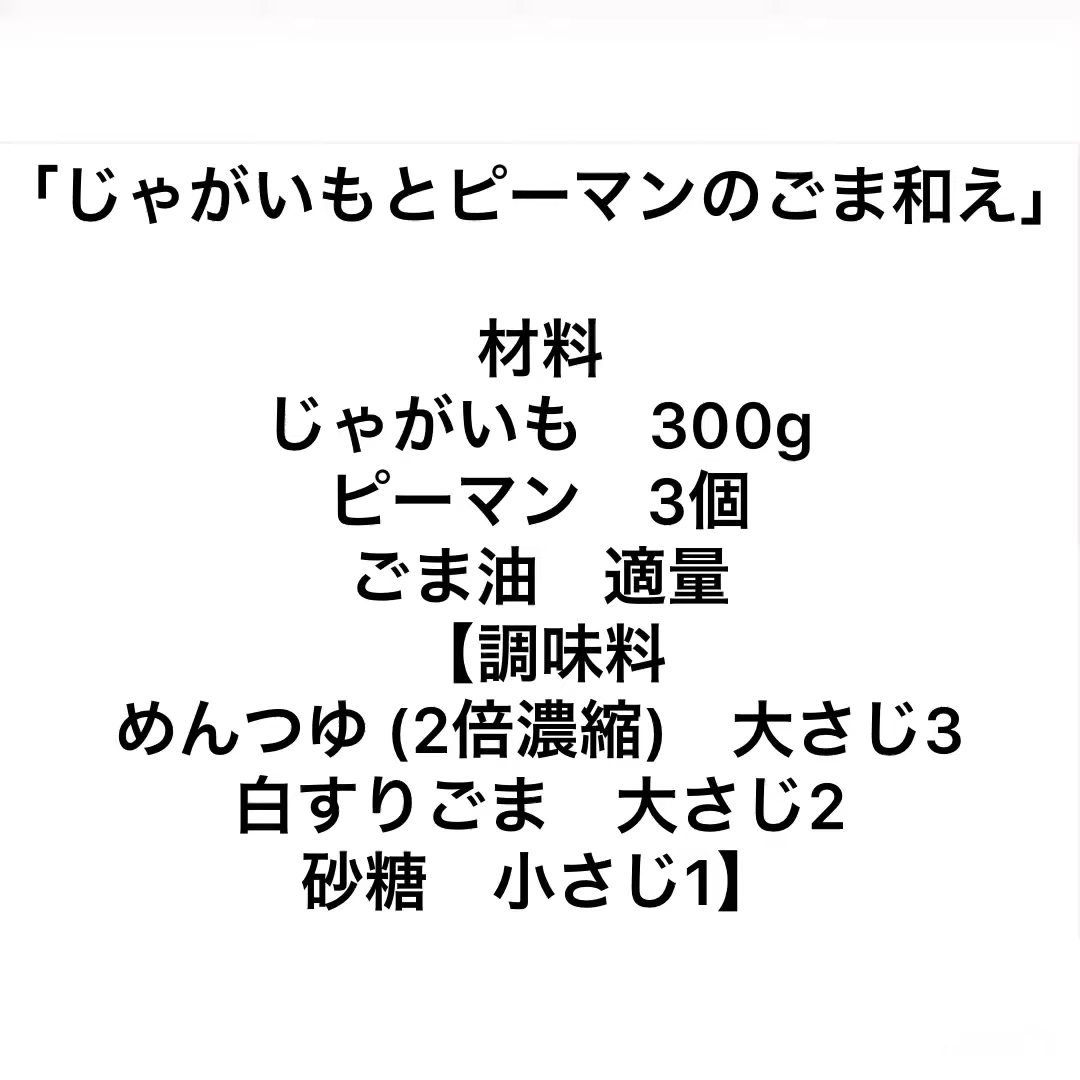 「じゃがいもとピーマンのごま和え」
材料
じゃがいも　300g
ピーマン　3個
ごま油　適量
【調味料
めんつゆ (2倍濃縮)　大さじ3
白すりごま　大さじ2
砂糖　小さじ1】